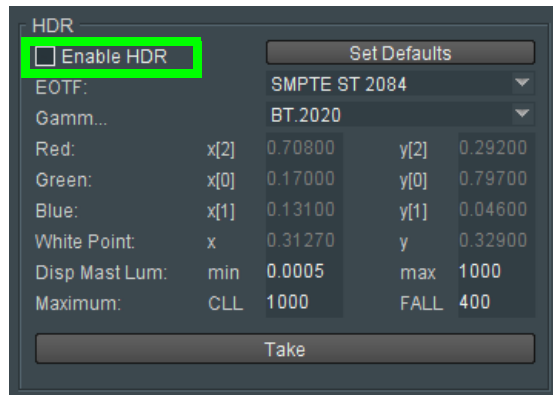 HDR
Enable HDR Set Defaults
EOTF: SMPTE ST 2084
Gamm... BT.2020
Red: x[2] 0.70800 y[2] 0.29200
Green: x[0] 0.17000 y[0] 0.79700
Blue: x[1] 0.13100 y[1] 0.04600
White Point: x 0.31270 y 0.32900
Disp Mast Lum: min 0.0005 max 1000
Maximum: CLL 1000 FALL 400
Take